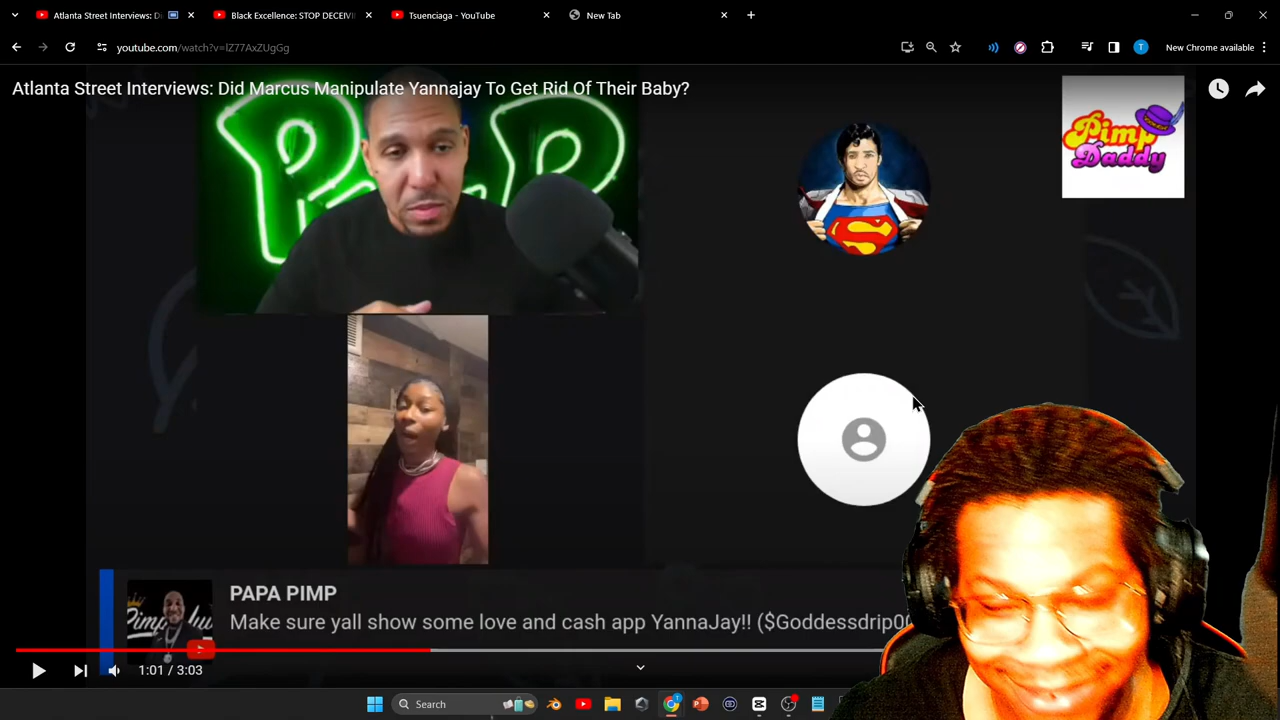 Atlanta Street Interviews: Di
Black Excellence: STOP DECEIVI
Tsuenciaga - YouTube
New Tab
youtube.com/watch?v=lZ77AxZUgGg
T
New Chrome available
Atlanta Street Interviews: Did Marcus Manipulate Yannajay To Get Rid Of Their Baby?
Pimp
Daddy
PAPA PIMP
Make sure yall show some love and cash app YannaJay!! ($Goddessdrip0
1:01 / 3:03
Search